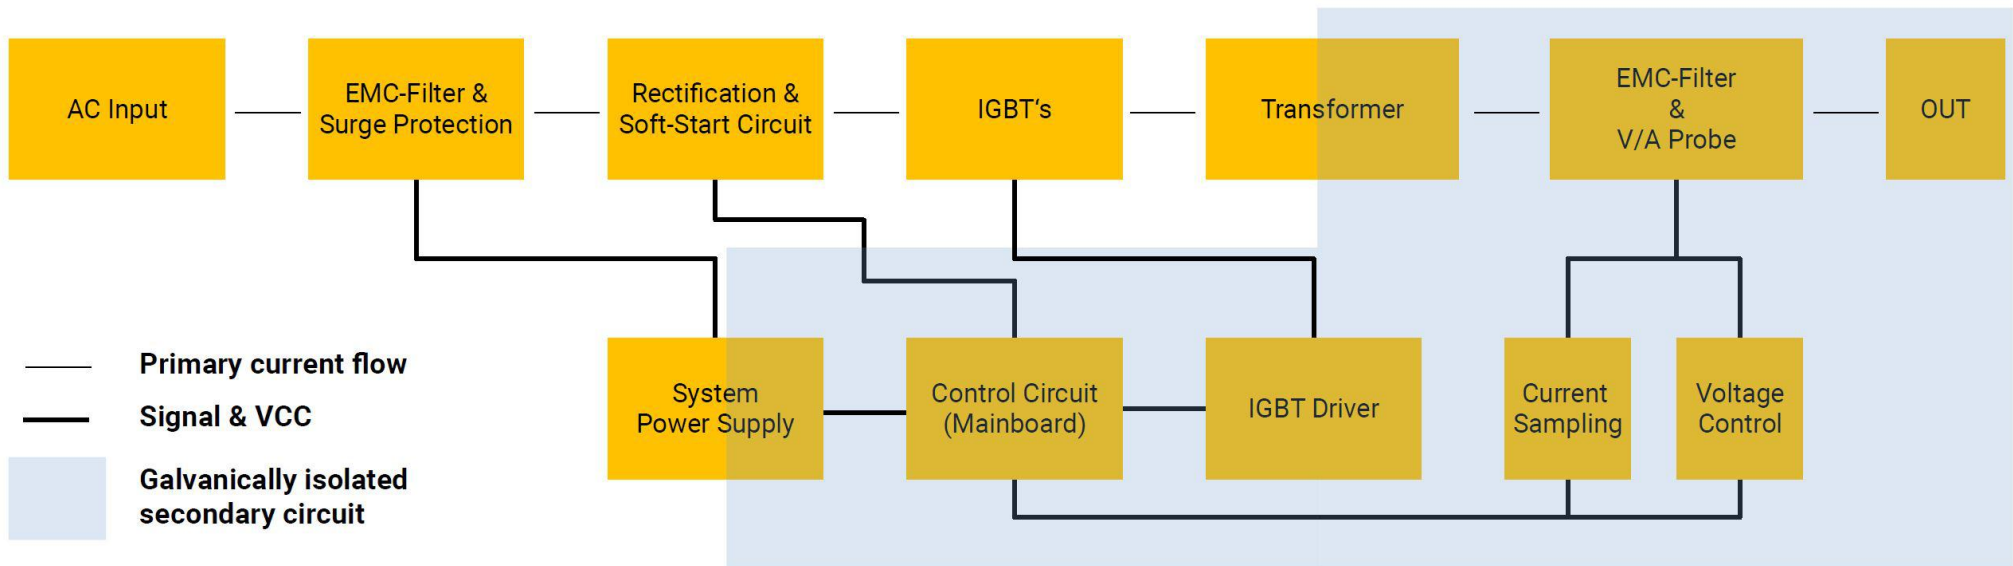 AC Input
EMC-Filter &
Surge Protection
Rectification &
Soft-Start Circuit
IGBT‘s
Transformer
EMC-Filter
&
V/A Probe
OUT
System
Power Supply
Control Circuit
(Mainboard)
IGBT Driver
Current
Sampling
Voltage
Control
Primary current flow
Signal & VCC
Galvanically isolated
secondary circuit